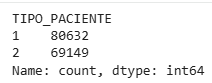 TIPO_PACIENTE
1    80632
2    69149
Name: count, dtype: int64